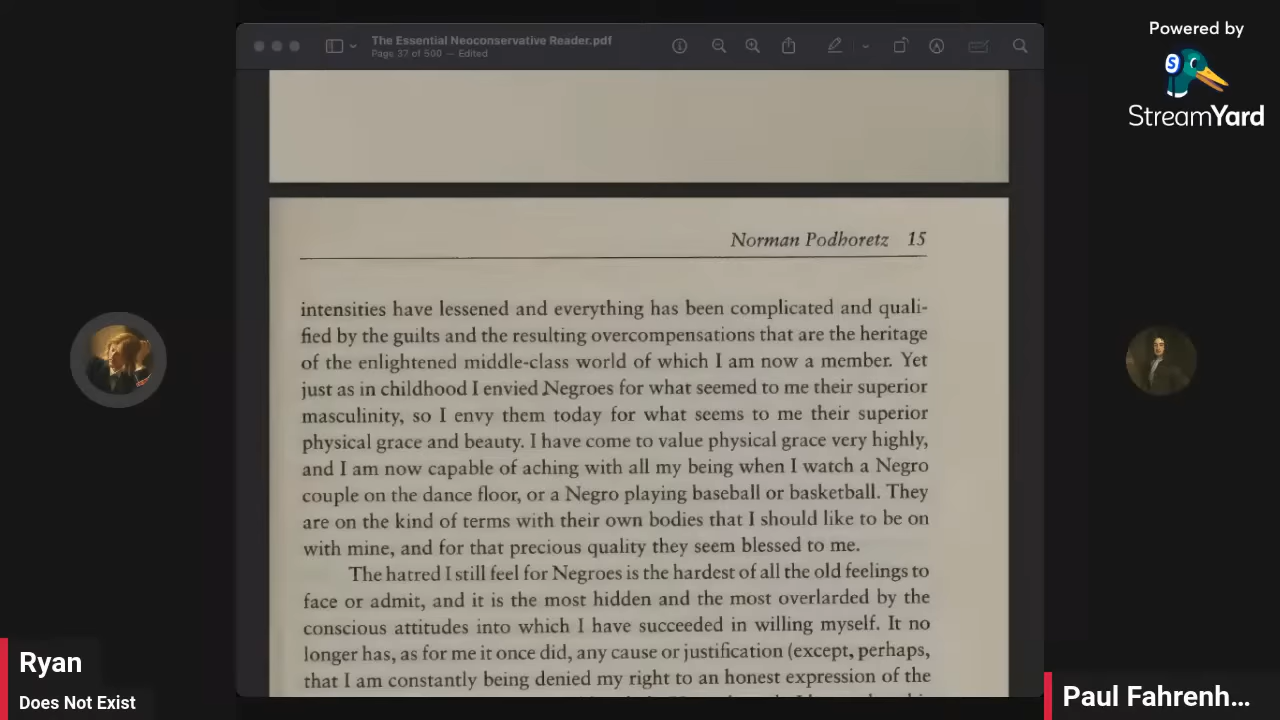 Powered by
S
StreamYard
The Essential Neoconservative Reader.pdf
Page 37 of 500 — Edited
Norman Podhoretz 15
intensities have lessened and everything has been complicated and quali-
fied by the guilts and the resulting overcompensations that are the heritage
of the enlightened middle-class world of which I am now a member. Yet
just as in childhood I envied Negroes for what seemed to me their superior
masculinity, so I envy them today for what seems to me their superior
physical grace and beauty. I have come to value physical grace very highly,
and I am now capable of aching with all my being when I watch a Negro
couple on the dance floor, or a Negro playing baseball or basketball. They
are on the kind of terms with their own bodies that I should like to be on
with mine, and for that precious quality they seem blessed to me.
The hatred I still feel for Negroes is the hardest of all the old feelings to
face or admit, and it is the most hidden and the most overlarded by the
conscious attitudes into which I have succeeded in willing myself. It no
longer has, as for me it once did, any cause or justification (except, perhaps,
that I am constantly being denied my right to an honest expression of the
Ryan
Does Not Exist
Paul Fahrenh...